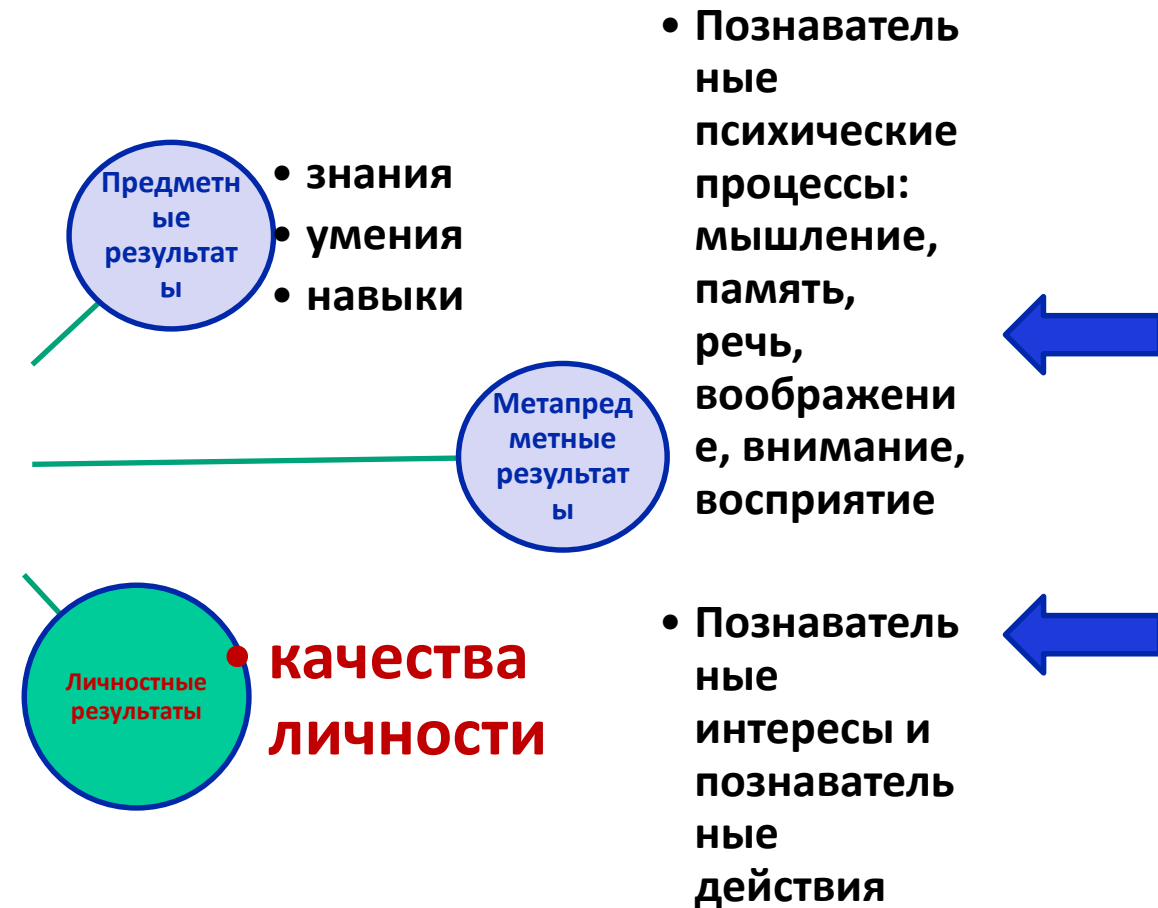 Предметн
ые
результат
ы
• знания
• умения
• навыки
Метапред
метные
результат
ы
• Познаватель
ные
психические
процессы:
мышление,
память,
речь,
воображени
е, внимание,
восприятие
• Познаватель
ные
интересы и
познаватель
ные
действия
Личностные
результаты
• качества
личности